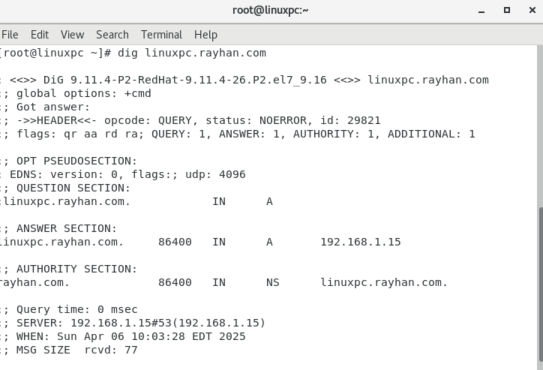 root@linuxpc:~
File Edit View Search Terminal Help
[root@linuxpc ~]# dig linuxpc.rayhan.com
; <<>> DiG 9.11.4-P2-RedHat-9.11.4-26.P2.el7_9.16 <<>> linuxpc.rayhan.com
;; global options: +cmd
;; Got answer:
;; ->>HEADER<<- opcode: QUERY, status: NOERROR, id: 29821
;; flags: qr aa rd ra; QUERY: 1, ANSWER: 1, AUTHORITY: 1, ADDITIONAL: 1
;; OPT PSEUDOSECTION:
; EDNS: version: 0, flags:; udp: 4096
;; QUESTION SECTION:
;linuxpc.rayhan.com. IN A
;; ANSWER SECTION:
linuxpc.rayhan.com. 86400 IN A 192.168.1.15
;; AUTHORITY SECTION:
rayhan.com. 86400 IN NS linuxpc.rayhan.com.
;; Query time: 0 msec
;; SERVER: 192.168.1.15#53(192.168.1.15)
;; WHEN: Sun Apr 06 10:03:28 EDT 2025
;; MSG SIZE rcvd: 77